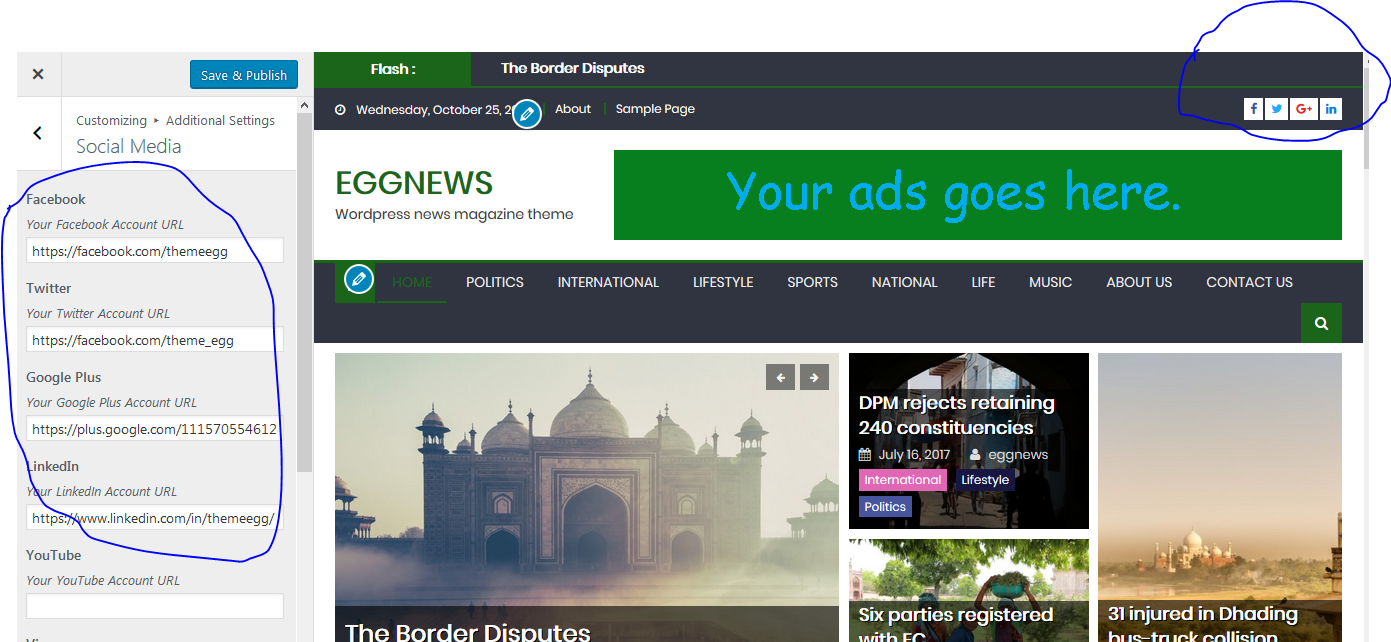 Save & Publish
Customizing ▸ Additional Settings
Social Media
Facebook
Your Facebook Account URL
https://facebook.com/themeegg
Twitter
Your Twitter Account URL
https://facebook.com/theme_egg
Google Plus
Your Google Plus Account URL
https://plus.google.com/111570554612
LinkedIn
Your LinkedIn Account URL
https://www.linkedin.com/in/themeegg/
YouTube
Your YouTube Account URL
Flash :
The Border Disputes
Wednesday, October 25,
About
Sample Page
f
G+
in
EGGNEWS
Wordpress news magazine theme
Your ads goes here.
HOME
POLITICS
INTERNATIONAL
LIFESTYLE
SPORTS
NATIONAL
LIFE
MUSIC
ABOUT US
CONTACT US
The Border Disputes
DPM rejects retaining
240 constituencies
July 16, 2017
eggnews
International
Lifestyle
Politics
Six parties registered
with EC
31 injured in Dhading
bus-truck collision